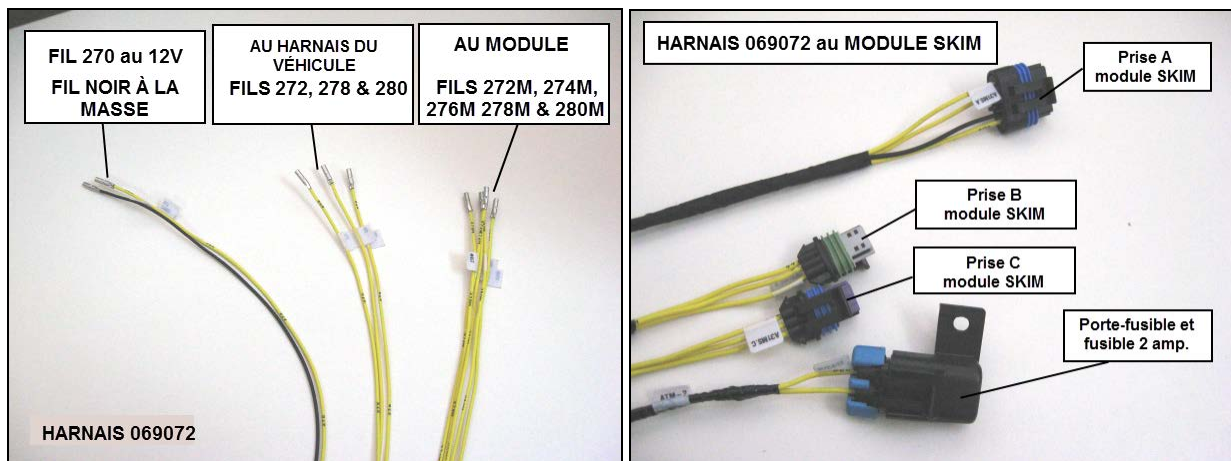 FIL 270 au 12V
FIL NOIR À LA
MASSE
AU HARNAIS DU
VÉHICULE
FILS 272, 278 & 280
AU MODULE
FILS 272M, 274M,
276M 278M & 280M
HARNAIS 069072
HARNAIS 069072 au MODULE SKIM
Prise A
module SKIM
Prise B
module SKIM
Prise C
module SKIM
Porte-fusible et
fusible 2 amp.